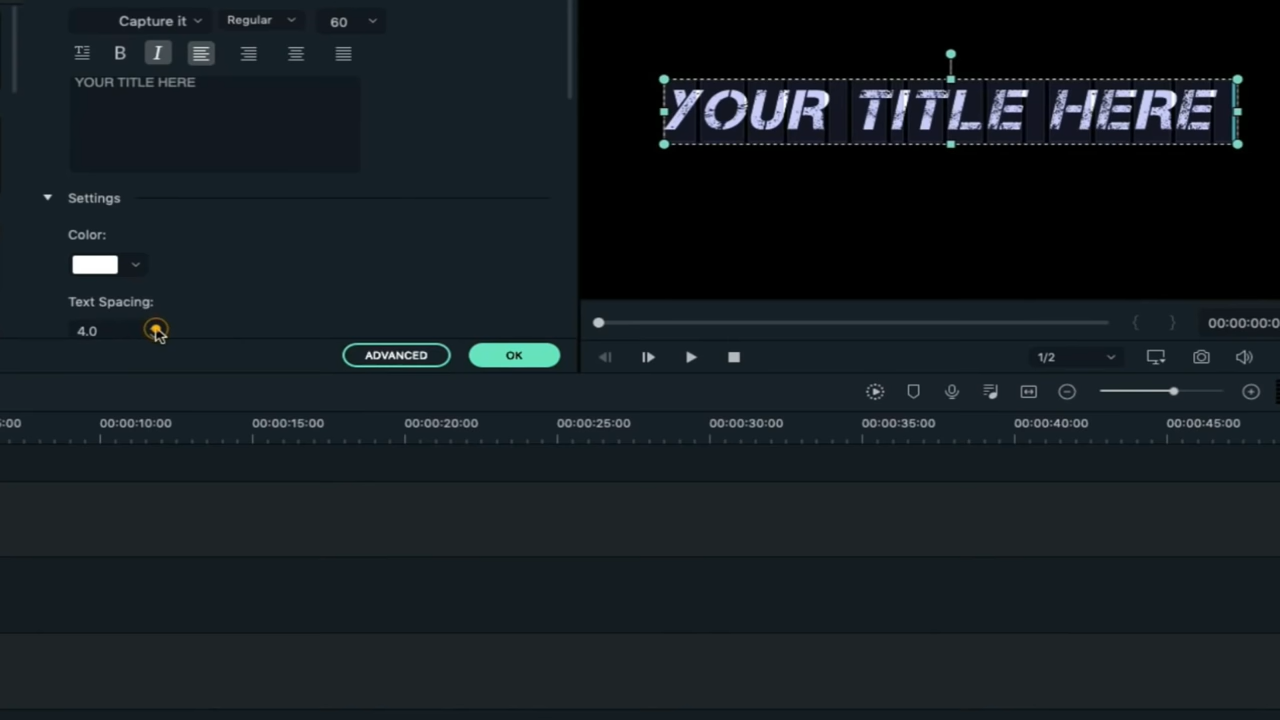 Capture it Regular 60
B I
YOUR TITLE HERE
Settings
Color:
Text Spacing:
4.0
ADVANCED OK
YOUR TITLE HERE
{ } 00:00:00:0
1/2
5:00 00:00:10:00 00:00:15:00 00:00:20:00 00:00:25:00 00:00:30:00 00:00:35:00 00:00:40:00 00:00:45:00